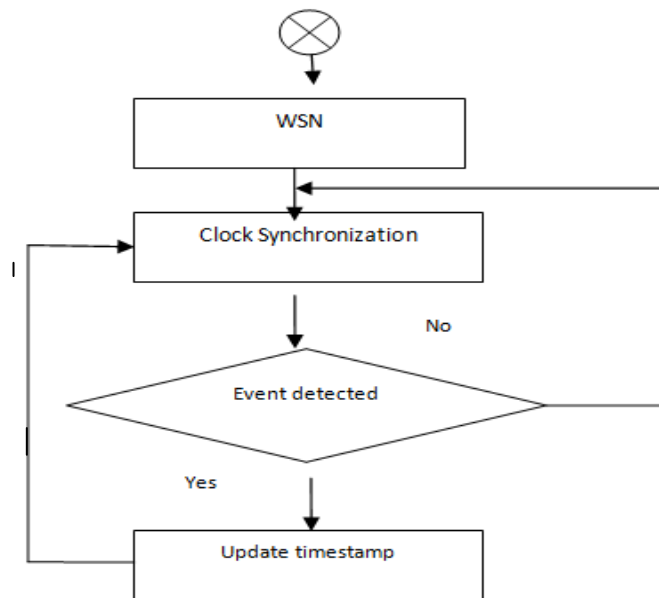 WSN
Clock Synchronization
No
Event detected
Yes
Update timestamp